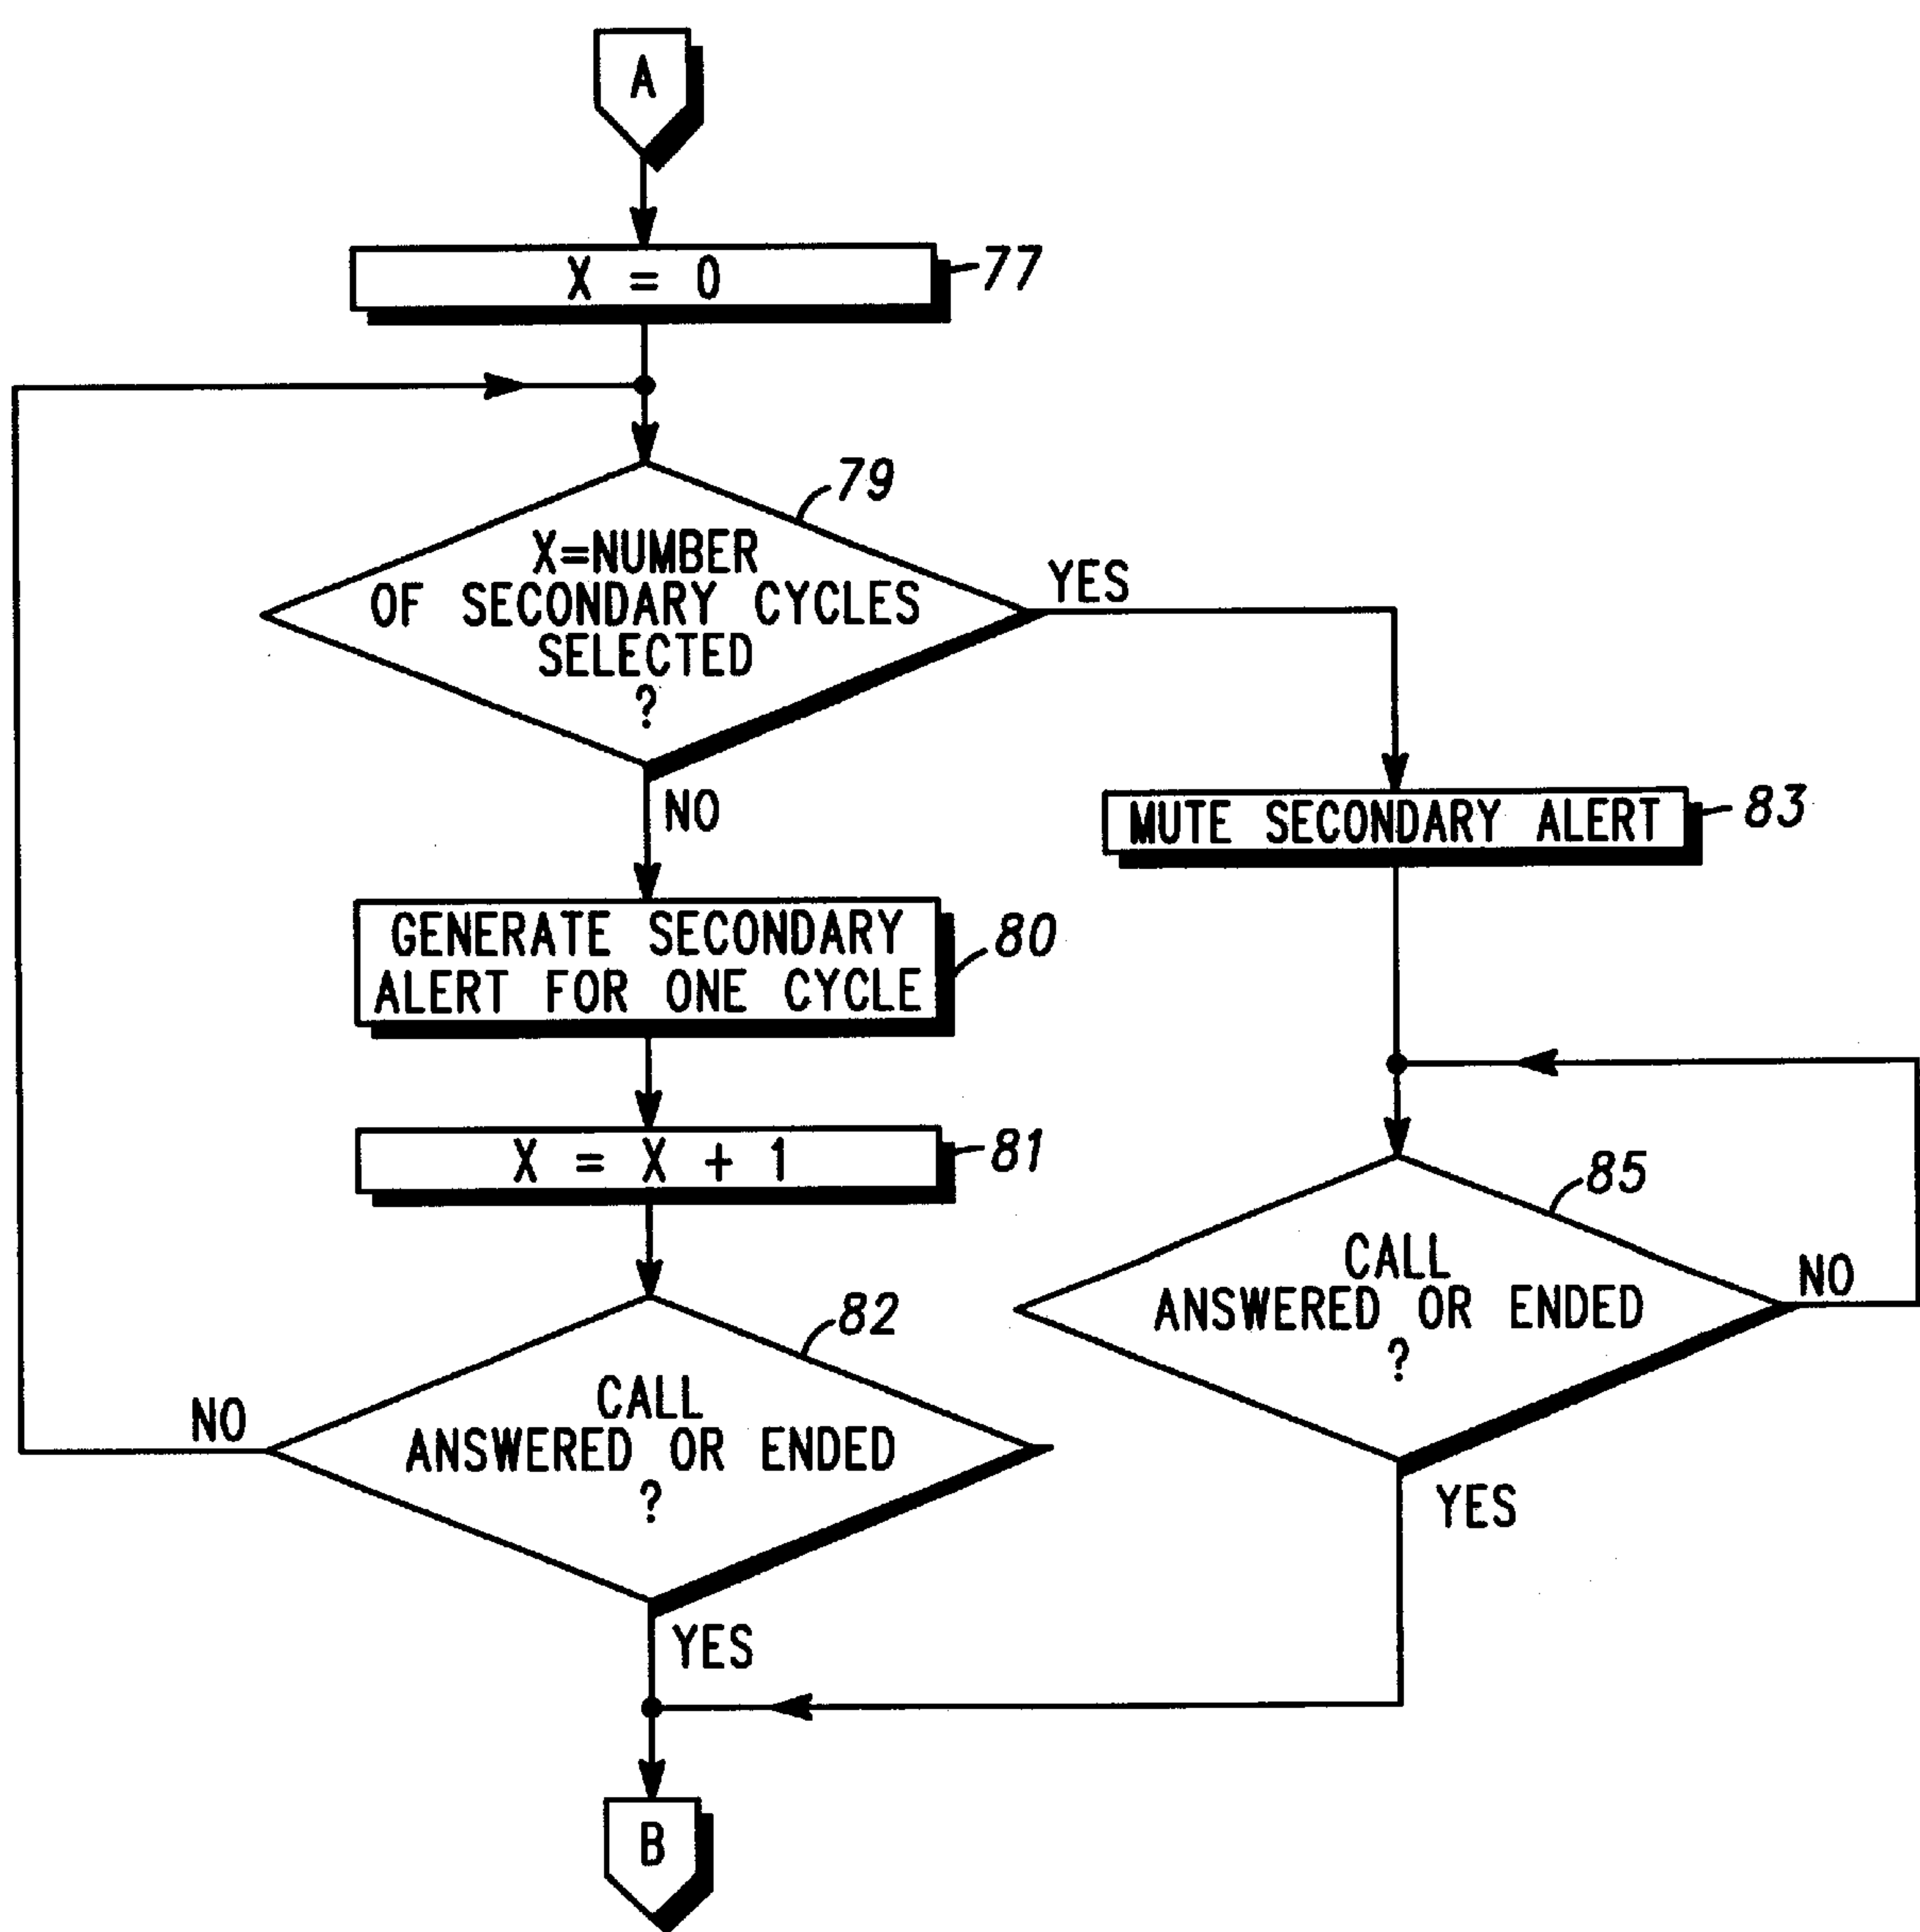 A
X = 0
77
79
X=NUMBER
OF SECONDARY CYCLES
SELECTED
?
YES
NO
MUTE SECONDARY ALERT
83
GENERATE SECONDARY
ALERT FOR ONE CYCLE
80
X = X + 1
81
85
CALL
ANSWERED OR ENDED
?
NO
YES
82
CALL
ANSWERED OR ENDED
?
NO
YES
B